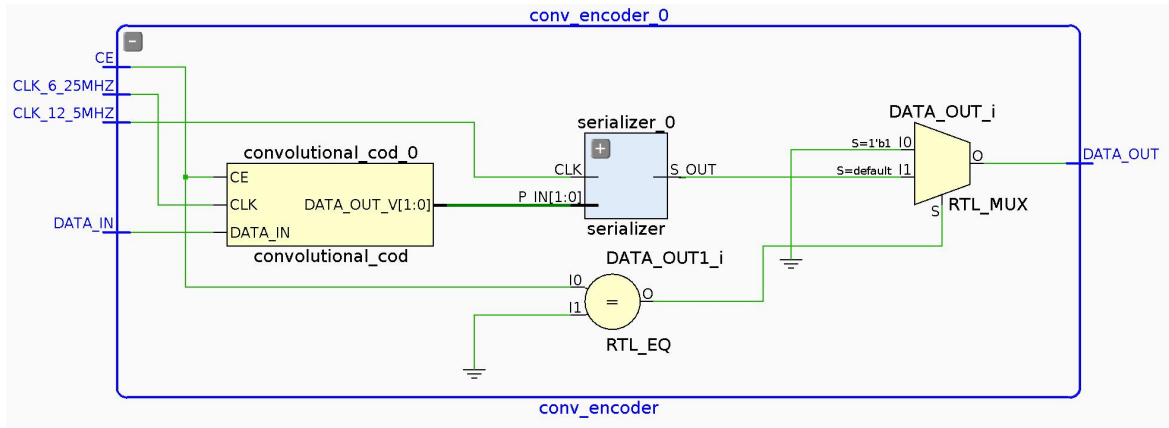 conv_encoder_0
CE
CLK_6_25MHZ
CLK_12_5MHZ
DATA_IN
convolutional_cod_0
CE
CLK
DATA_IN
DATA_OUT_V[1:0]
convolutional_cod
serializer_0
CLK
P_IN[1:0]
S_OUT
serializer
DATA_OUT1_i
I0
I1
=
O
RTL_EQ
DATA_OUT_i
S=1'b1 I0
S=default I1
S
O
RTL_MUX
DATA_OUT
conv_encoder